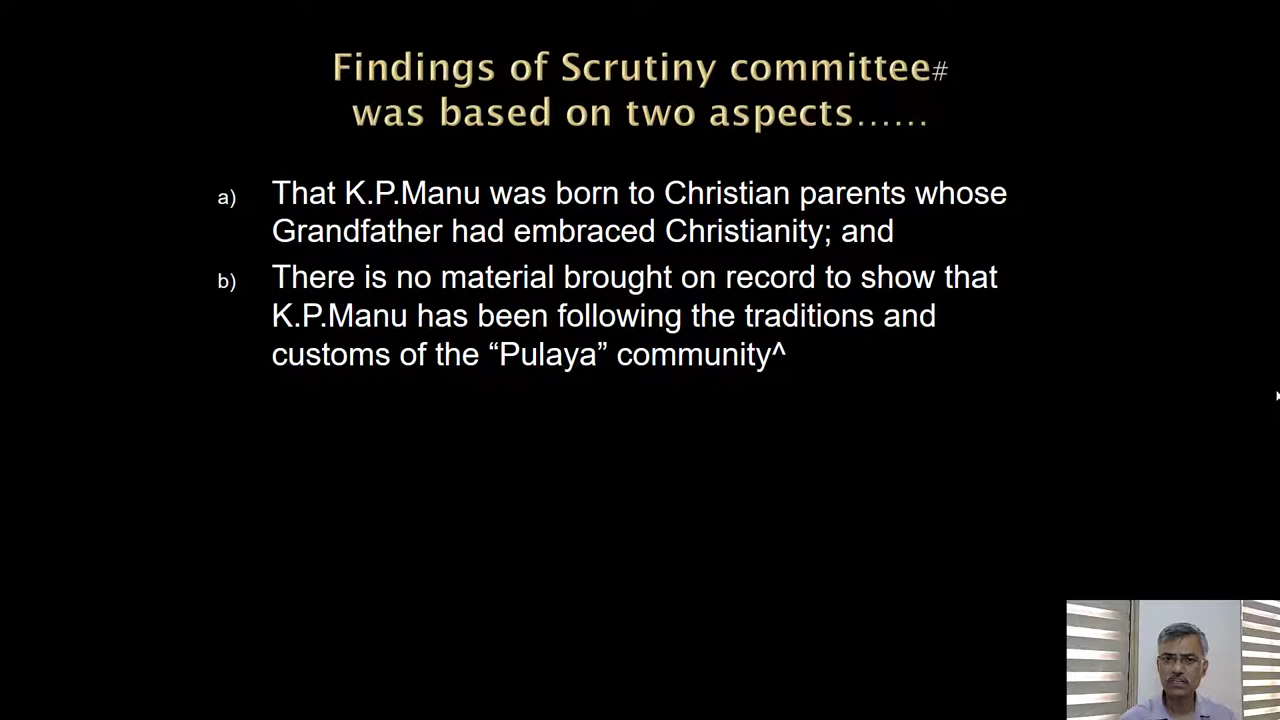 Findings of Scrutiny committee#
was based on two aspects......
a) That K.P.Manu was born to Christian parents whose
Grandfather had embraced Christianity; and
b) There is no material brought on record to show that
K.P.Manu has been following the traditions and
customs of the “Pulaya” community^